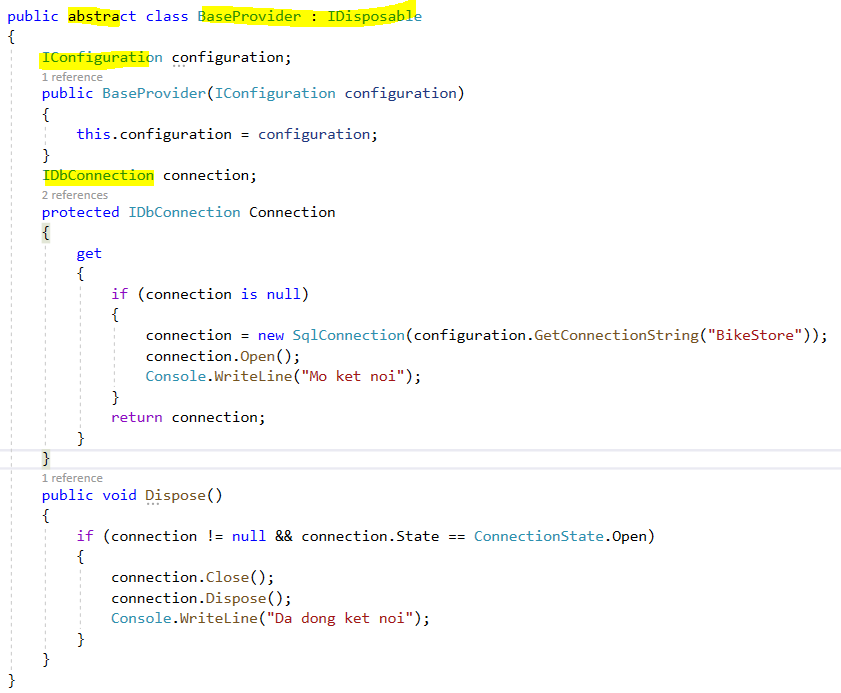 public abstract class BaseProvider : IDisposable
{
    IConfiguration configuration;
    1 reference
    public BaseProvider(IConfiguration configuration)
    {
        this.configuration = configuration;
    }
    IDbConnection connection;
    2 references
    protected IDbConnection Connection
    {
        get
        {
            if (connection is null)
            {
                connection = new SqlConnection(configuration.GetConnectionString("BikeStore"));
                connection.Open();
                Console.WriteLine("Mo ket noi");
            }
            return connection;
        }
    }
    1 reference
    public void Dispose()
    {
        if (connection != null && connection.State == ConnectionState.Open)
        {
            connection.Close();
            connection.Dispose();
            Console.WriteLine("Da dong ket noi");
        }
    }
}